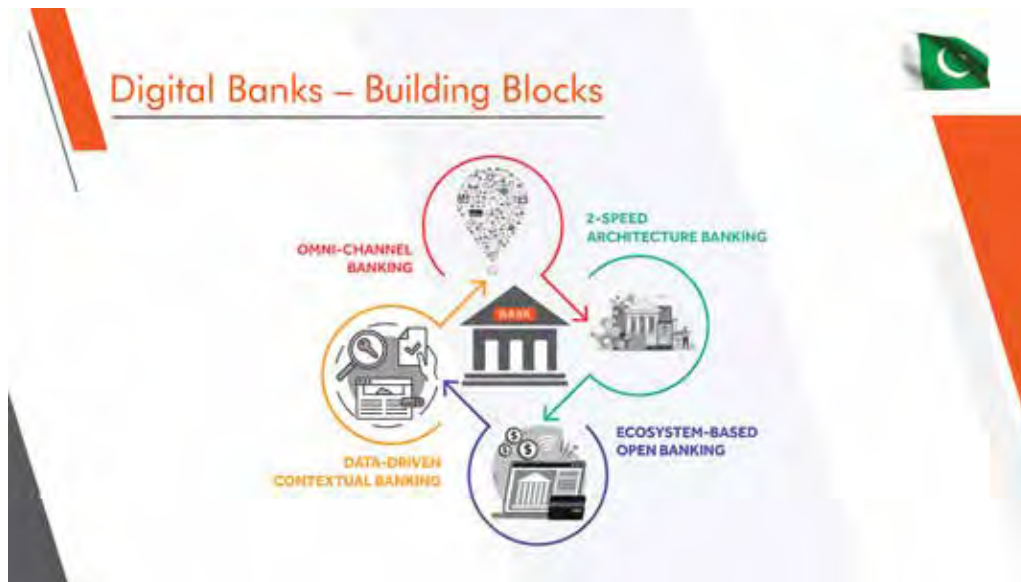 Digital Banks – Building Blocks
OMNI-CHANNEL
BANKING
2-SPEED
ARCHITECTURE BANKING
BANK
ECOSYSTEM-BASED
OPEN BANKING
DATA-DRIVEN
CONTEXTUAL BANKING